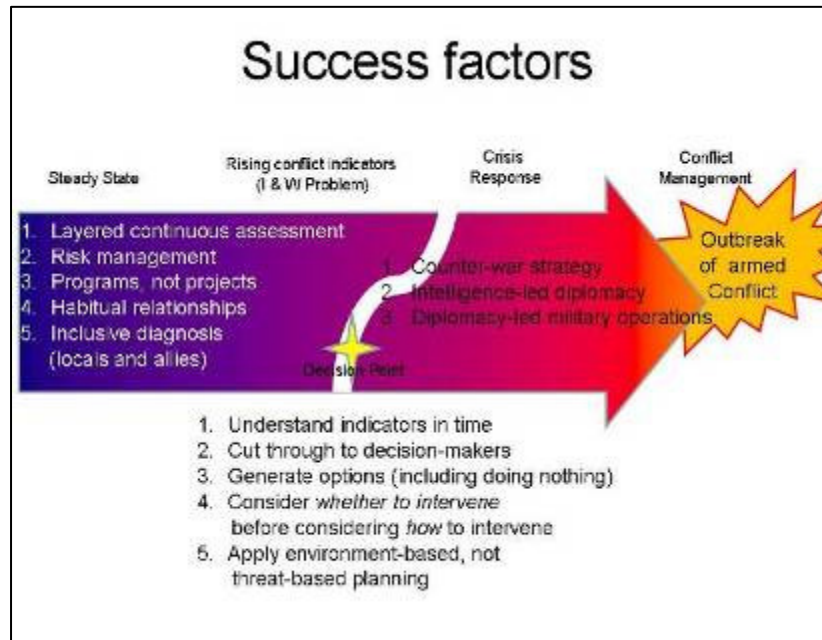 Success factors
Steady State
Rising conflict indicators
(I & W Problem)
Crisis
Response
Conflict
Management
1. Layered continuous assessment
2. Risk management
3. Programs, not projects
4. Habitual relationships
5. Inclusive diagnosis
(locals and allies)
Decision Point
1. Counter-war strategy
2. Intelligence-led diplomacy
3. Diplomacy-led military operations
Outbreak
of armed
Conflict
1. Understand indicators in time
2. Cut through to decision-makers
3. Generate options (including doing nothing)
4. Consider whether to intervene
before considering how to intervene
5. Apply environment-based, not
threat-based planning